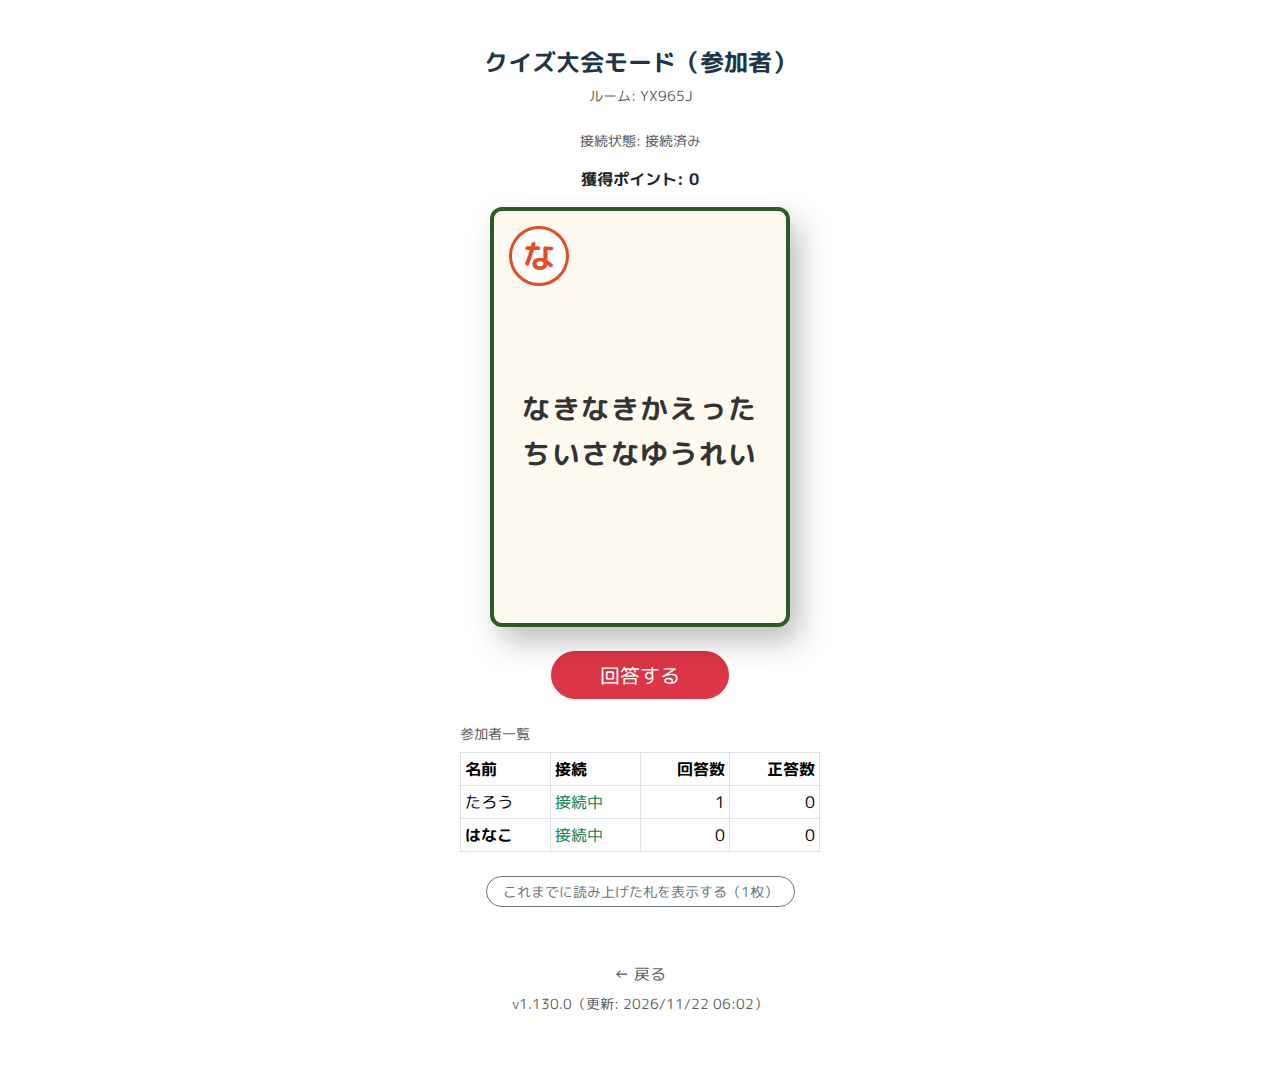 クイズ大会モード（参加者）
ルーム: YX965J
接続状態: 接続済み
獲得ポイント: 0
な
なきなきかえった
ちいさなゆうれい
回答する
参加者一覧
名前 接続 回答数 正答数
たろう 接続中 1 0
はなこ 接続中 0 0
これまでに読み上げた札を表示する（1枚）
← 戻る
v1.130.0（更新: 2026/11/22 06:02）